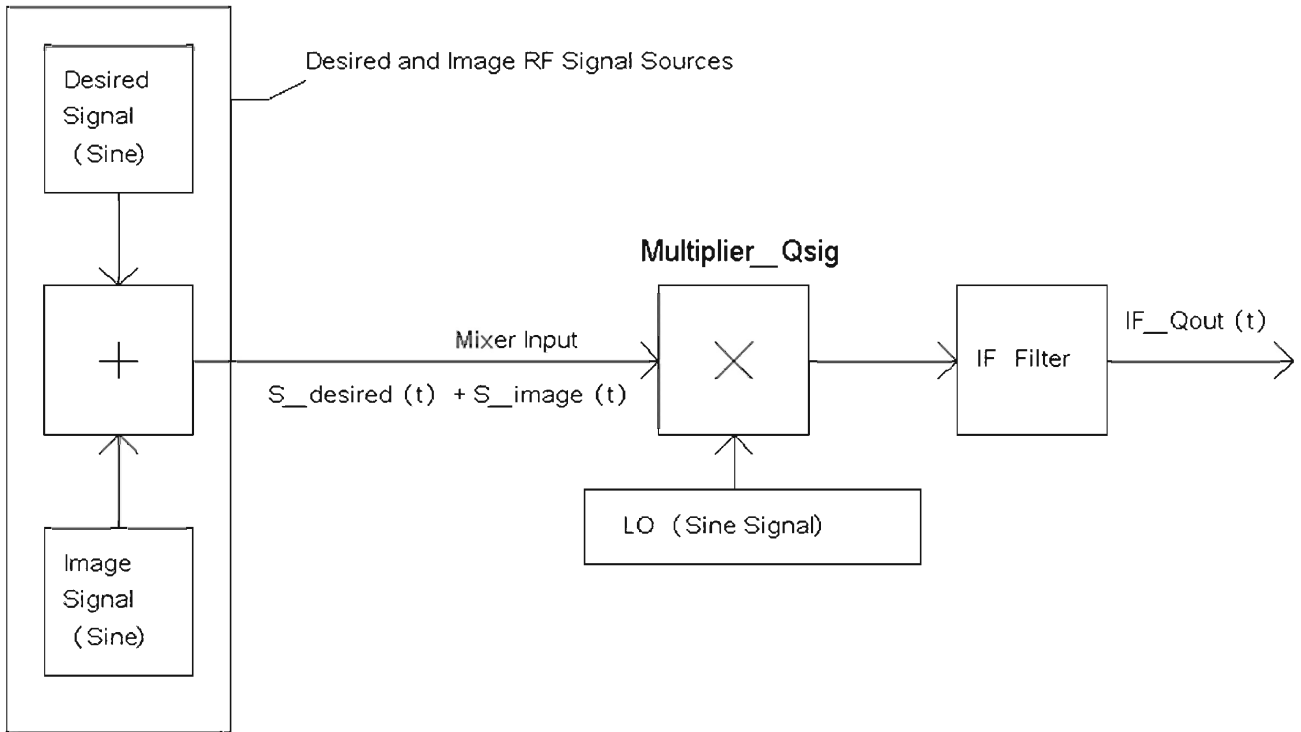 Desired and Image RF Signal Sources
Desired
Signal
(Sine)
+
Image
Signal
(Sine)
Mixer Input
S__desired (t) + S__image (t)
Multiplier__Qsig
LO (Sine Signal)
IF Filter
IF__Qout (t)